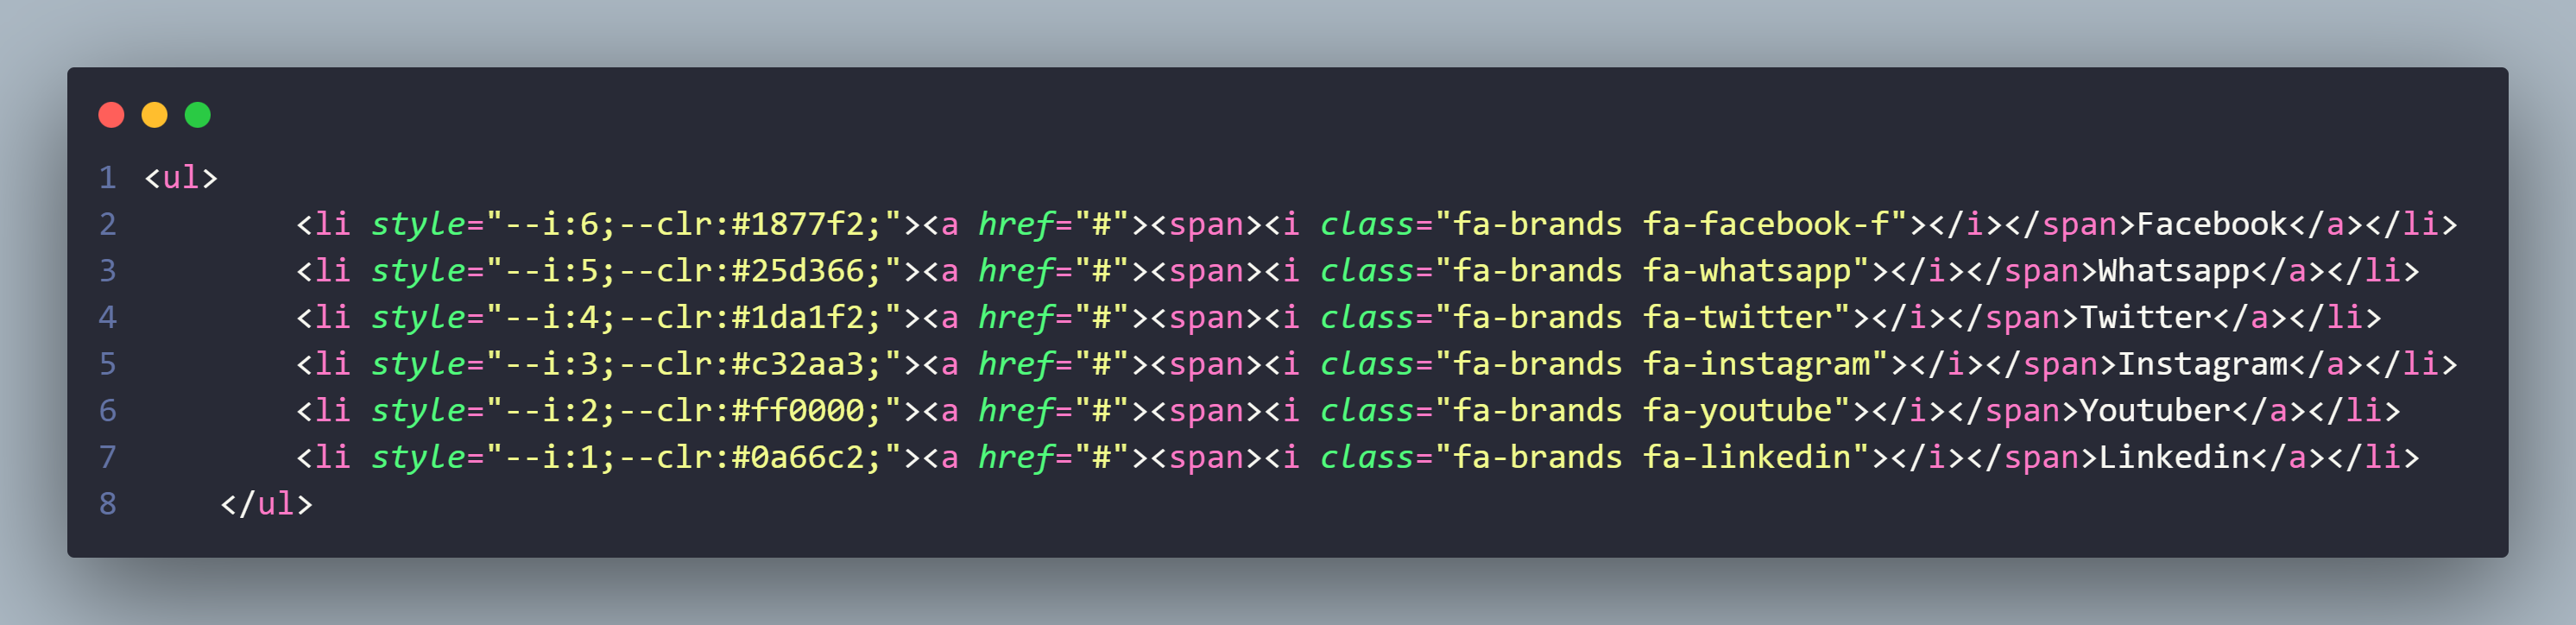 1 <ul>
2         <li style="--i:6;--clr:#1877f2;"><a href="#"><span><i class="fa-brands fa-facebook-f"></i></span>Facebook</a></li>
3         <li style="--i:5;--clr:#25d366;"><a href="#"><span><i class="fa-brands fa-whatsapp"></i></span>Whatsapp</a></li>
4         <li style="--i:4;--clr:#1da1f2;"><a href="#"><span><i class="fa-brands fa-twitter"></i></span>Twitter</a></li>
5         <li style="--i:3;--clr:#c32aa3;"><a href="#"><span><i class="fa-brands fa-instagram"></i></span>Instagram</a></li>
6         <li style="--i:2;--clr:#ff0000;"><a href="#"><span><i class="fa-brands fa-youtube"></i></span>Youtuber</a></li>
7         <li style="--i:1;--clr:#0a66c2;"><a href="#"><span><i class="fa-brands fa-linkedin"></i></span>Linkedin</a></li>
8     </ul>